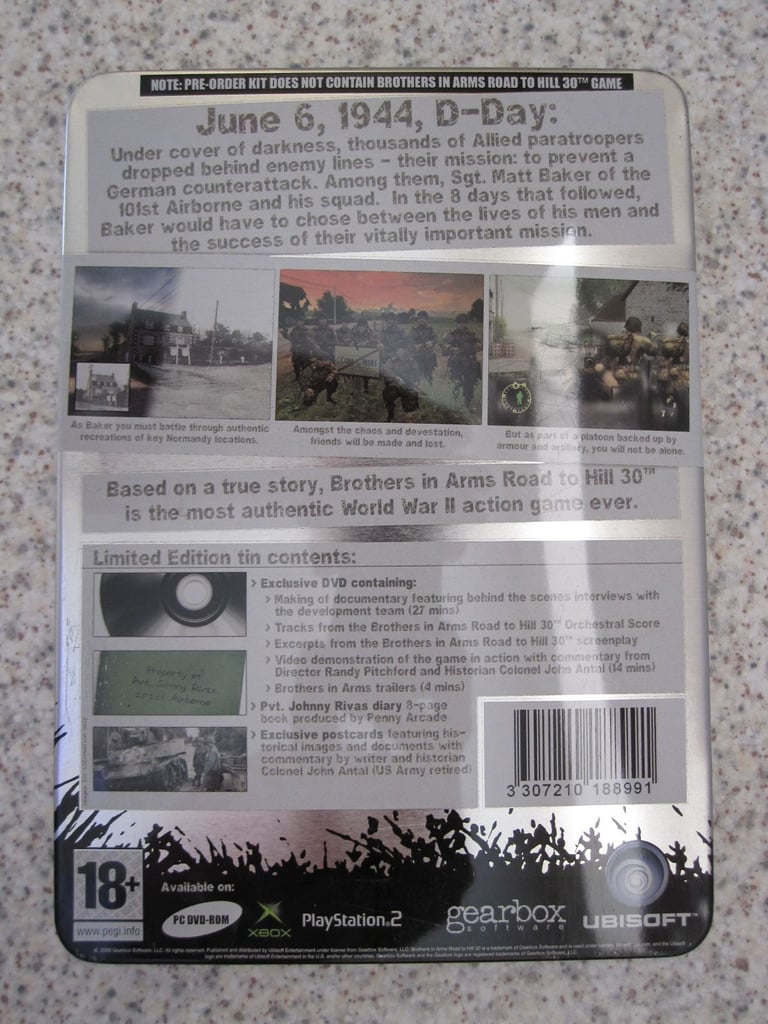 NOTE: PRE-ORDER KIT DOES NOT CONTAIN BROTHERS IN ARMS ROAD TO HILL 30™ GAME
June 6, 1944, D-Day:
Under cover of darkness, thousands of Allied paratroopers
dropped behind enemy lines - their mission: to prevent a
German counterattack. Among them, Sgt. Matt Baker of the
101st Airborne and his squad. In the 8 days that followed,
Baker would have to chose between the lives of his men and
the success of their vitally important mission.
As Baker you must battle through authentic
recreations of key Normandy locations.
Amongst the chaos and devestation,
friends will be made and lost.
But as part of a platoon backed up by
armour and artillery, you will not be alone.
Based on a true story, Brothers in Arms Road to Hill 30™
is the most authentic World War II action game ever.
Limited Edition tin contents:
› Exclusive DVD containing:
› Making of documentary featuring behind the scenes interviews with
the development team (27 mins)
› Tracks from the Brothers in Arms Road to Hill 30™ Orchestral Score
› Excerpts from the Brothers in Arms Road to Hill 30™ screenplay
› Video demonstration of the game in action with commentary from
Director Randy Pitchford and Historian Colonel John Antal (14 mins)
› Brothers in Arms trailers (4 mins)
Property of
Pvt. Johnny Rivas
101st Airborne
› Pvt. Johnny Rivas diary 8-page
book produced by Penny Arcade
› Exclusive postcards featuring his-
torical images and documents with
commentary by writer and historian
Colonel John Antal (US Army retired)
3 307210 188991
18+
www.pegi.info
Available on:
PC DVD-ROM
XBOX
PlayStation.2
gearbox
software
UBISOFT™